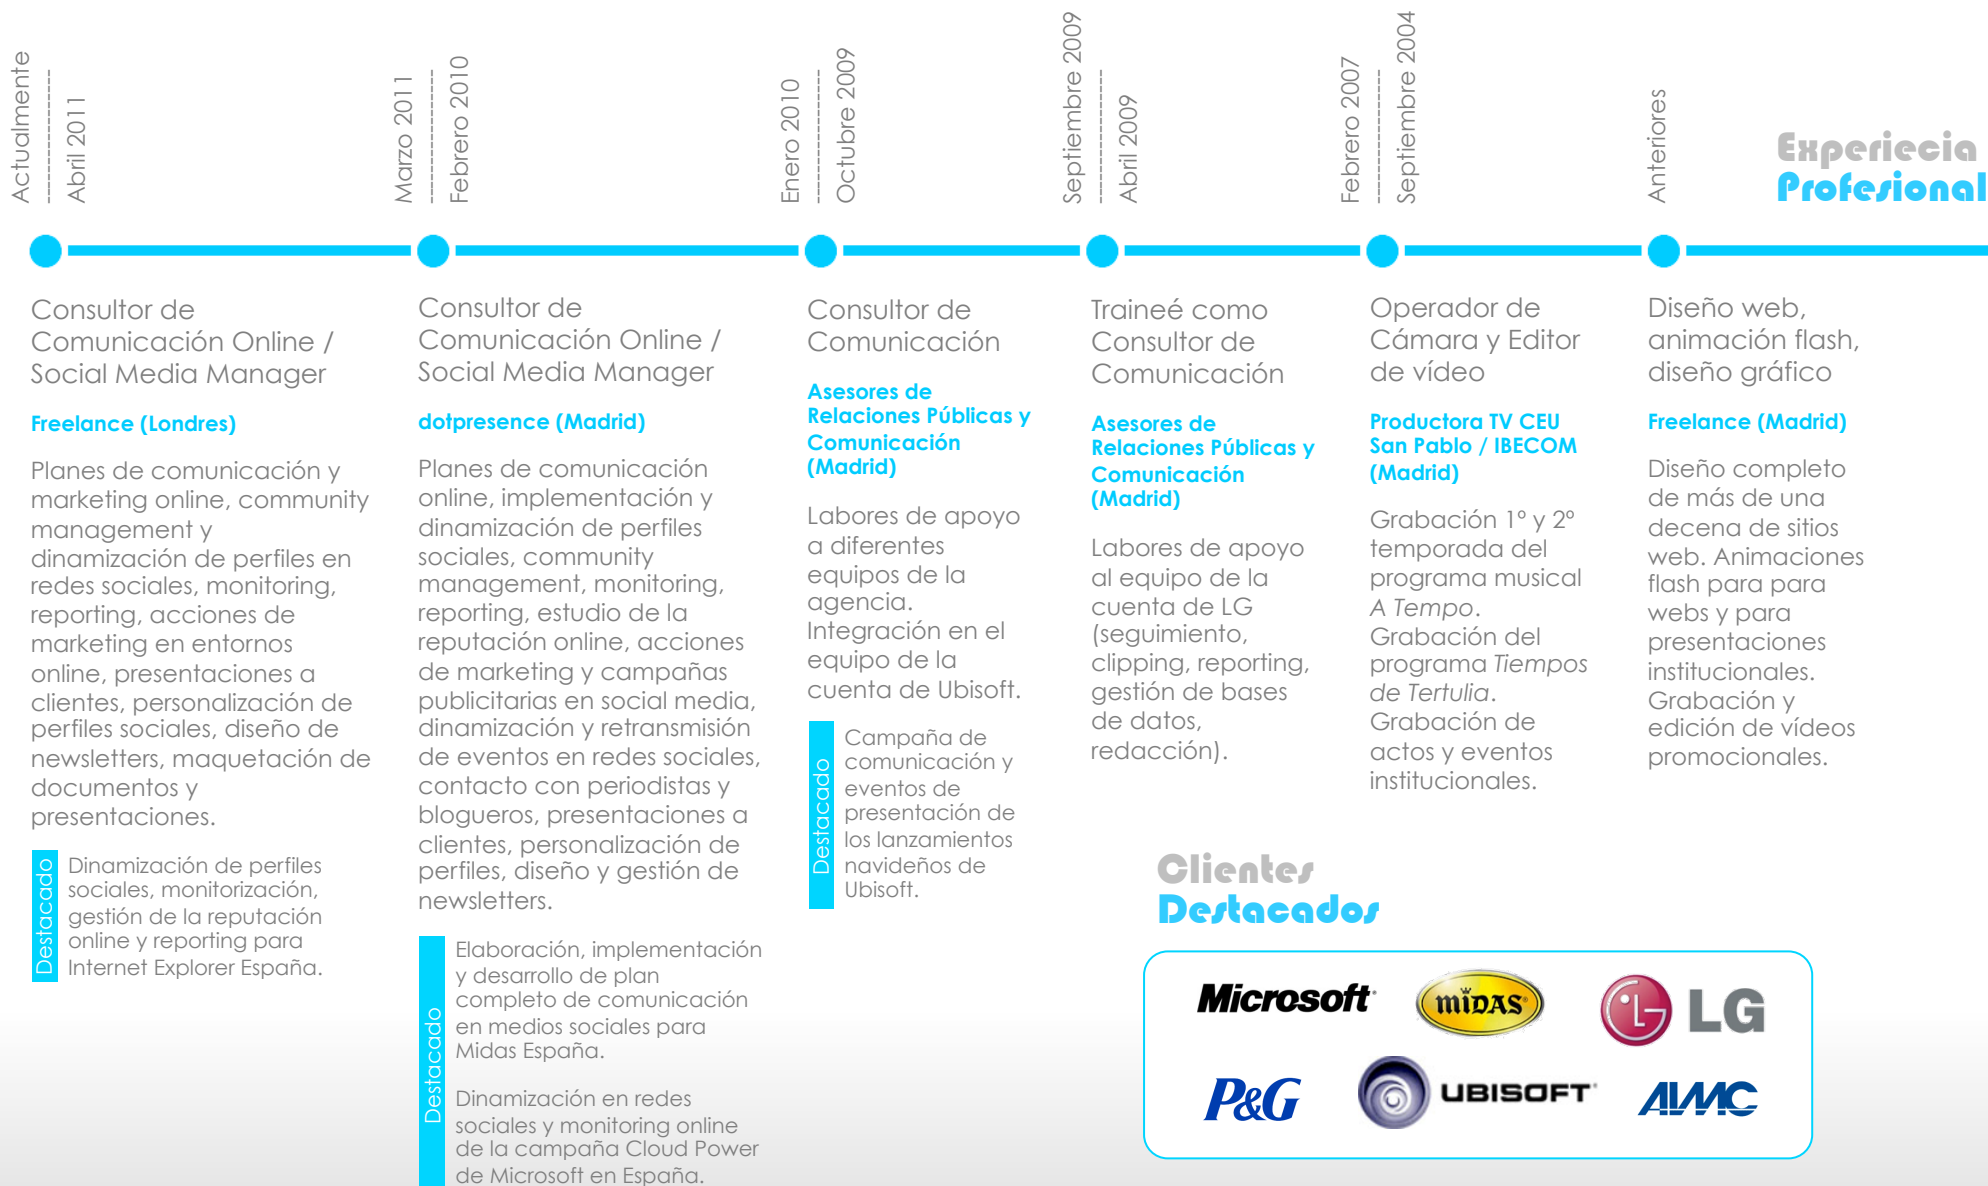 Actualmente
Abril 2011
Marzo 2011
Febrero 2010
Enero 2010
Octubre 2009
Septiembre 2009
Abril 2009
Febrero 2007
Septiembre 2004
Anteriores
Experiecia
Profesional
Consultor de
Comunicación Online /
Social Media Manager
Freelance (Londres)
Planes de comunicación y
marketing online, community
management y
dinamización de perfiles en
redes sociales, monitoring,
reporting, acciones de
marketing en entornos
online, presentaciones a
clientes, personalización de
perfiles sociales, diseño de
newsletters, maquetación de
documentos y
presentaciones.
Destacado
Dinamización de perfiles
sociales, monitorización,
gestión de la reputación
online y reporting para
Internet Explorer España.
Consultor de
Comunicación Online /
Social Media Manager
dotpresence (Madrid)
Planes de comunicación
online, implementación y
dinamización de perfiles
sociales, community
management, monitoring,
reporting, estudio de la
reputación online, acciones
de marketing y campañas
publicitarias en social media,
dinamización y retransmisión
de eventos en redes sociales,
contacto con periodistas y
blogueros, presentaciones a
clientes, personalización de
perfiles, diseño y gestión de
newsletters.
Destacado
Elaboración, implementación
y desarrollo de plan
completo de comunicación
en medios sociales para
Midas España.
Dinamización en redes
sociales y monitoring online
de la campaña Cloud Power
de Microsoft en España.
Consultor de
Comunicación
Asesores de
Relaciones Públicas y
Comunicación
(Madrid)
Labores de apoyo
a diferentes
equipos de la
agencia.
Integración en el
equipo de la
cuenta de Ubisoft.
Destacado
Campaña de
comunicación y
eventos de
presentación de
los lanzamientos
navideños de
Ubisoft.
Traineé como
Consultor de
Comunicación
Asesores de
Relaciones Públicas y
Comunicación
(Madrid)
Labores de apoyo
al equipo de la
cuenta de LG
(seguimiento,
clipping, reporting,
gestión de bases
de datos,
redacción).
Operador de
Cámara y Editor
de vídeo
Productora TV CEU
San Pablo / IBECOM
(Madrid)
Grabación 1º y 2º
temporada del
programa musical
A Tempo.
Grabación del
programa Tiempos
de Tertulia.
Grabación de
actos y eventos
institucionales.
Diseño web,
animación flash,
diseño gráfico
Freelance (Madrid)
Diseño completo
de más de una
decena de sitios
web. Animaciones
flash para para
webs y para
presentaciones
institucionales.
Grabación y
edición de vídeos
promocionales.
Clientes
Destacados
Microsoft
MIDAS
LG
P&G
UBISOFT
AIMC